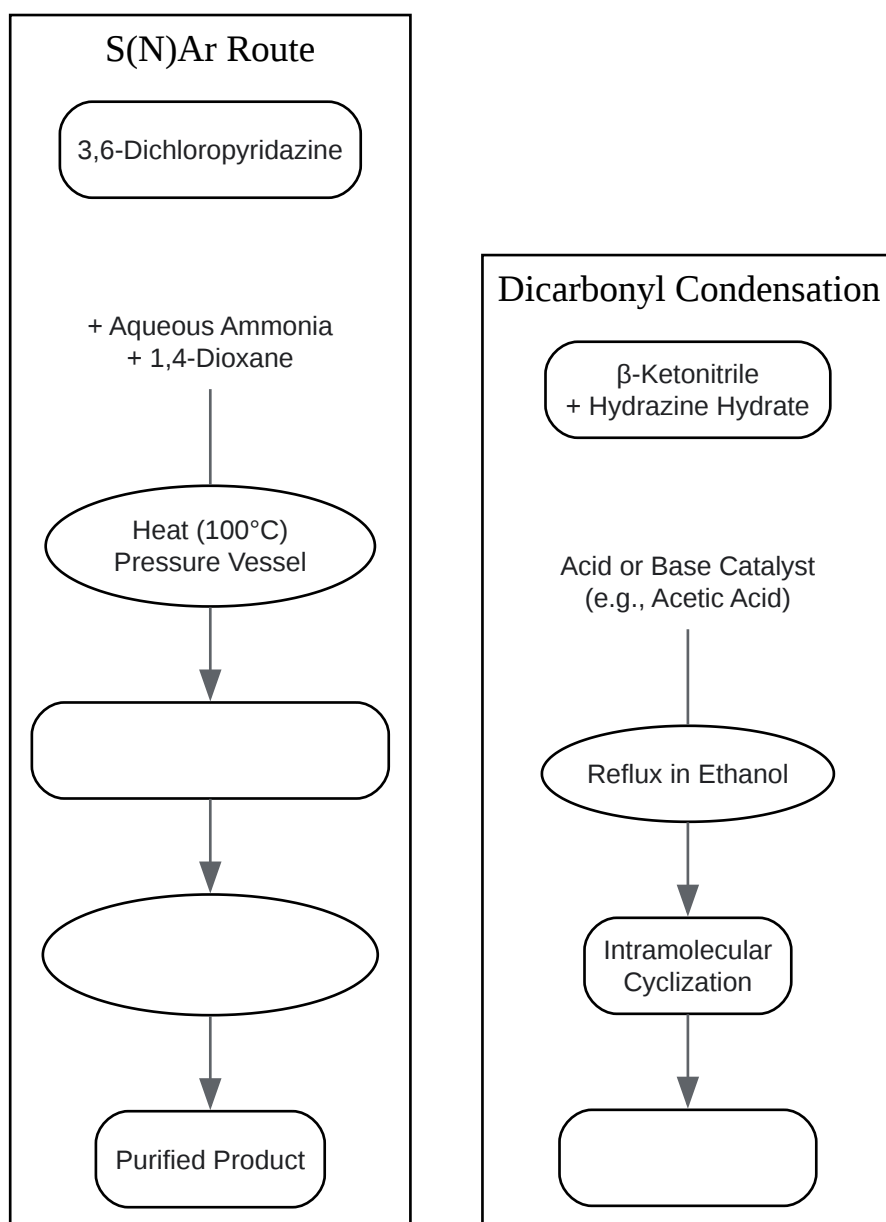 S(N)Ar Route
3,6-Dichloropyridazine
+ Aqueous Ammonia
+ 1,4-Dioxane
Heat (100°C)
Pressure Vessel
Purified Product
Dicarbonyl Condensation
β-Ketonitrile
+ Hydrazine Hydrate
Acid or Base Catalyst
(e.g., Acetic Acid)
Reflux in Ethanol
Intramolecular
Cyclization